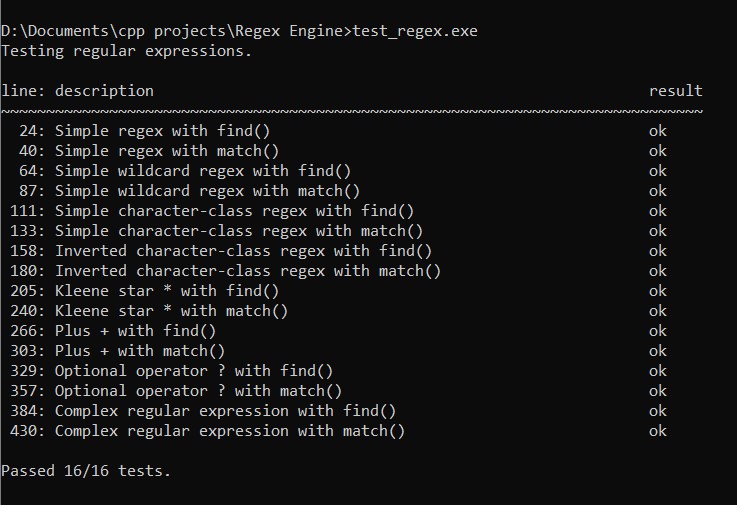 D:\Documents\cpp projects\Regex Engine>test_regex.exe
Testing regular expressions.
line: description result
~~~~~~~~~~~~~~~~~~~~~~~~~~~~~~~~~~~~~~~~~~~~~~~~~~~~~~~~~~~~~~~~~~~~~~~~~~~~~~
24: Simple regex with find() ok
40: Simple regex with match() ok
64: Simple wildcard regex with find() ok
87: Simple wildcard regex with match() ok
111: Simple character-class regex with find() ok
133: Simple character-class regex with match() ok
158: Inverted character-class regex with find() ok
180: Inverted character-class regex with match() ok
205: Kleene star * with find() ok
240: Kleene star * with match() ok
266: Plus + with find() ok
303: Plus + with match() ok
329: Optional operator ? with find() ok
357: Optional operator ? with match() ok
384: Complex regular expression with find() ok
430: Complex regular expression with match() ok
Passed 16/16 tests.